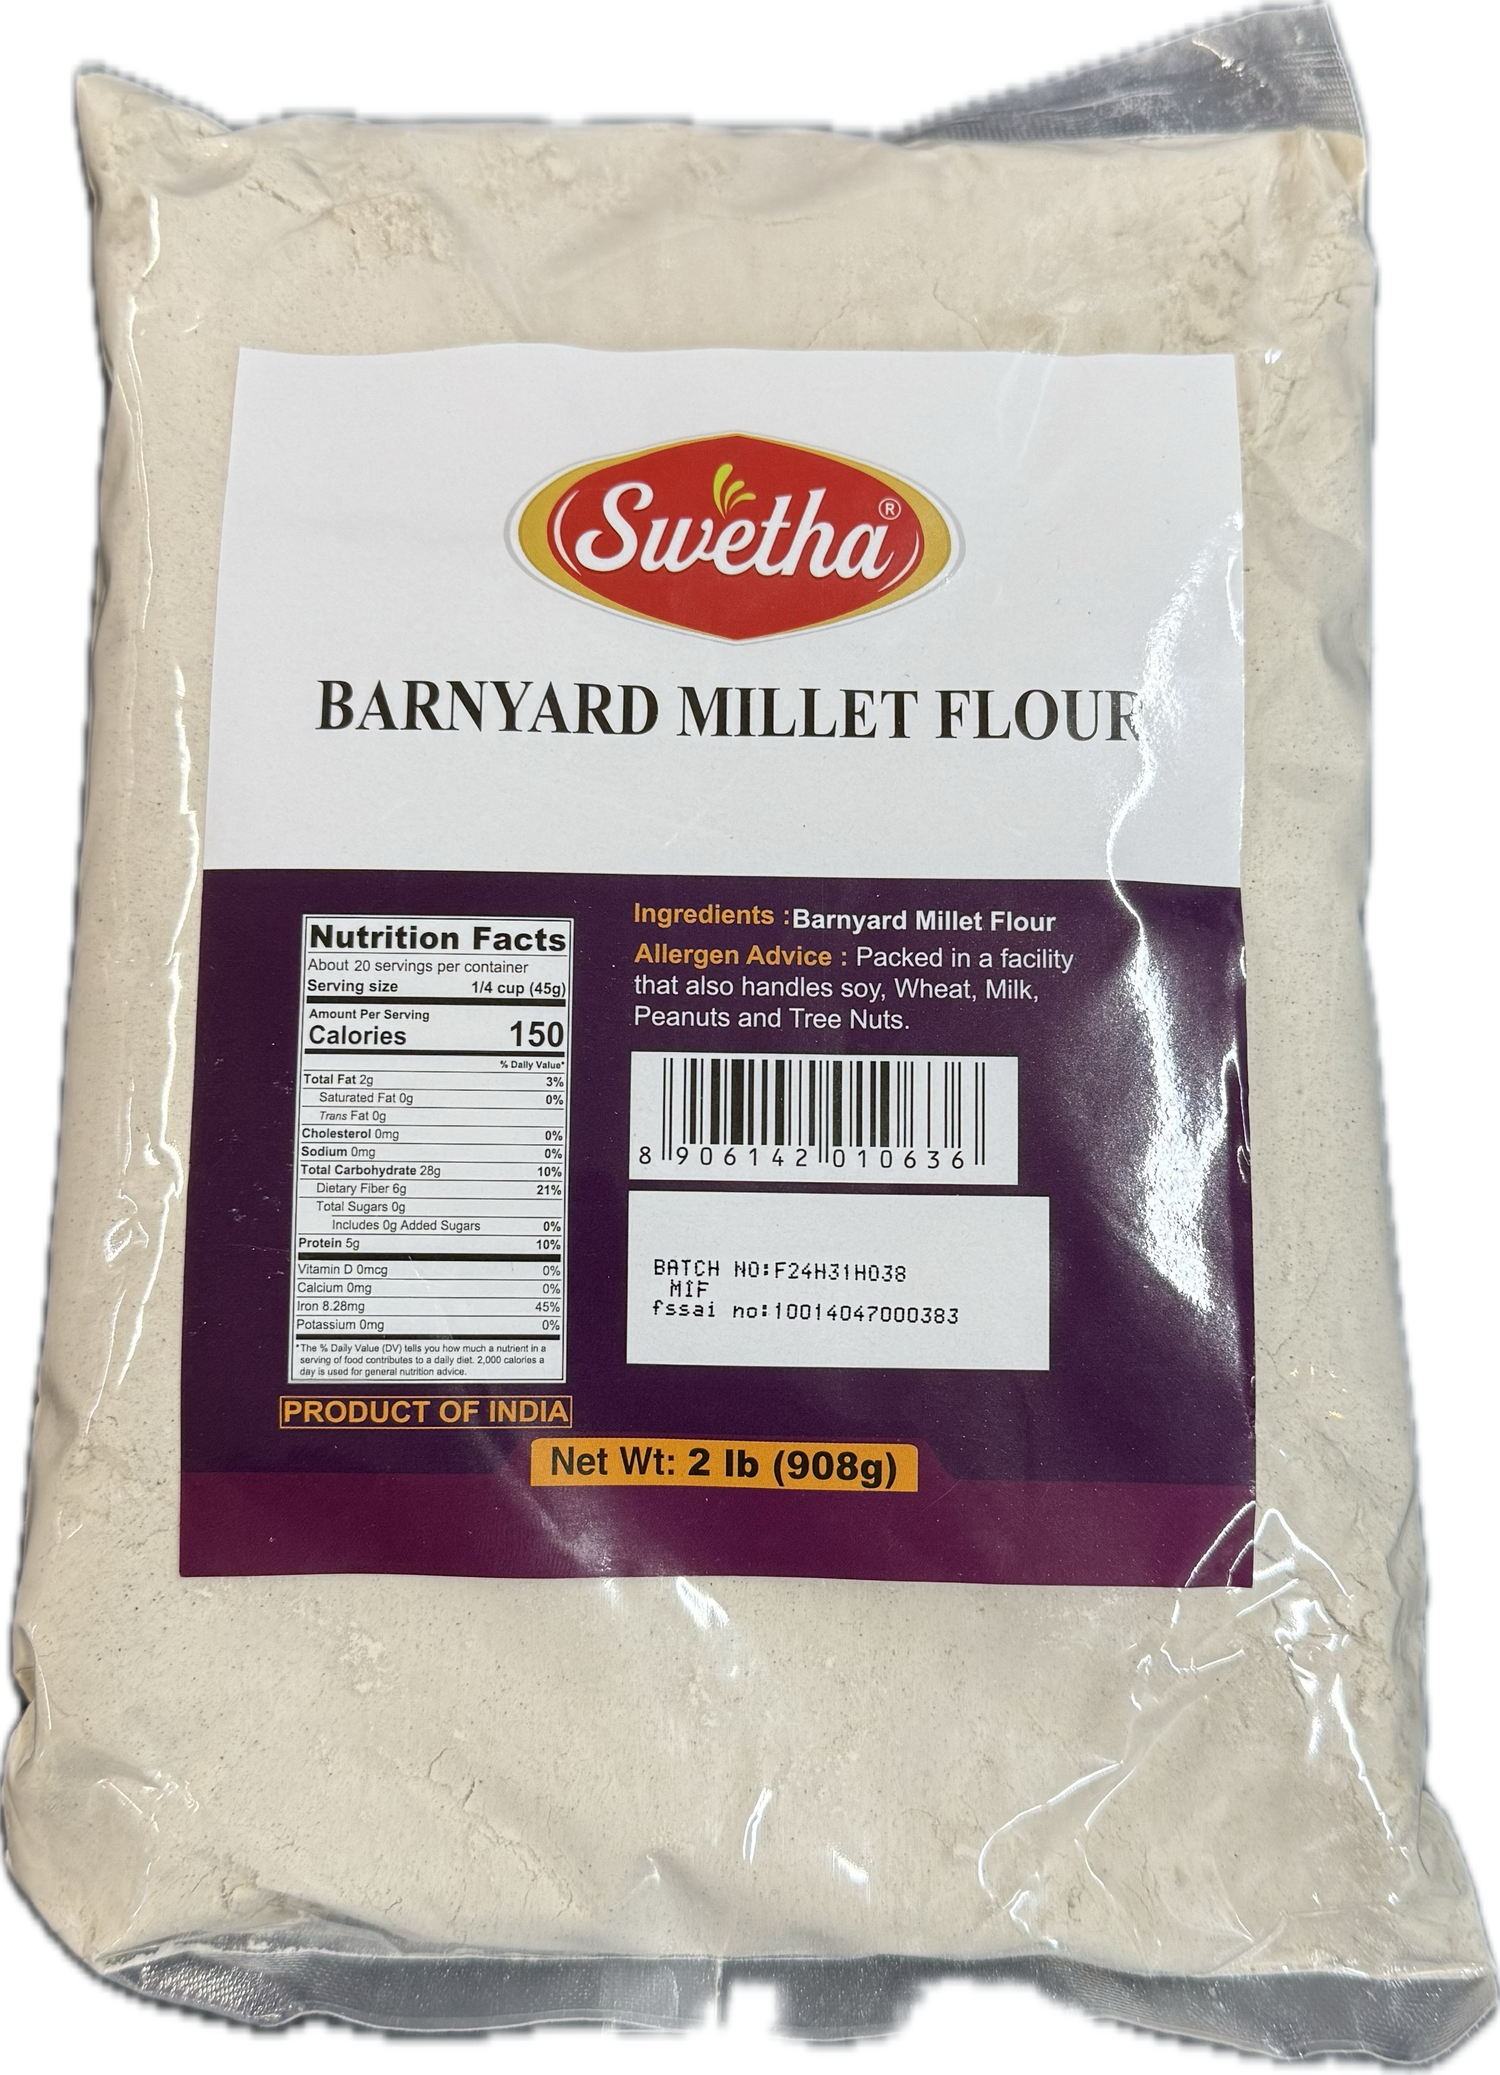 Swetha®
BARNYARD MILLET FLOUR
Nutrition Facts
About 20 servings per container
Serving size 1/4 cup (45g)
Amount Per Serving
Calories 150
% Daily Value*
Total Fat 2g 3%
Saturated Fat 0g 0%
Trans Fat 0g
Cholesterol 0mg 0%
Sodium 0mg 0%
Total Carbohydrate 28g 10%
Dietary Fiber 6g 21%
Total Sugars 0g
Includes 0g Added Sugars 0%
Protein 5g 10%
Vitamin D 0mcg 0%
Calcium 0mg 0%
Iron 8.28mg 45%
Potassium 0mg 0%
*The % Daily Value (DV) tells you how much a nutrient in a
serving of food contributes to a daily diet. 2,000 calories a
day is used for general nutrition advice.
PRODUCT OF INDIA
Ingredients :Barnyard Millet Flour
Allergen Advice : Packed in a facility
that also handles soy, Wheat, Milk,
Peanuts and Tree Nuts.
8 906142 010636
BATCH NO:F24H31H038
MIF
fssai no:10014047000383
Net Wt: 2 lb (908g)